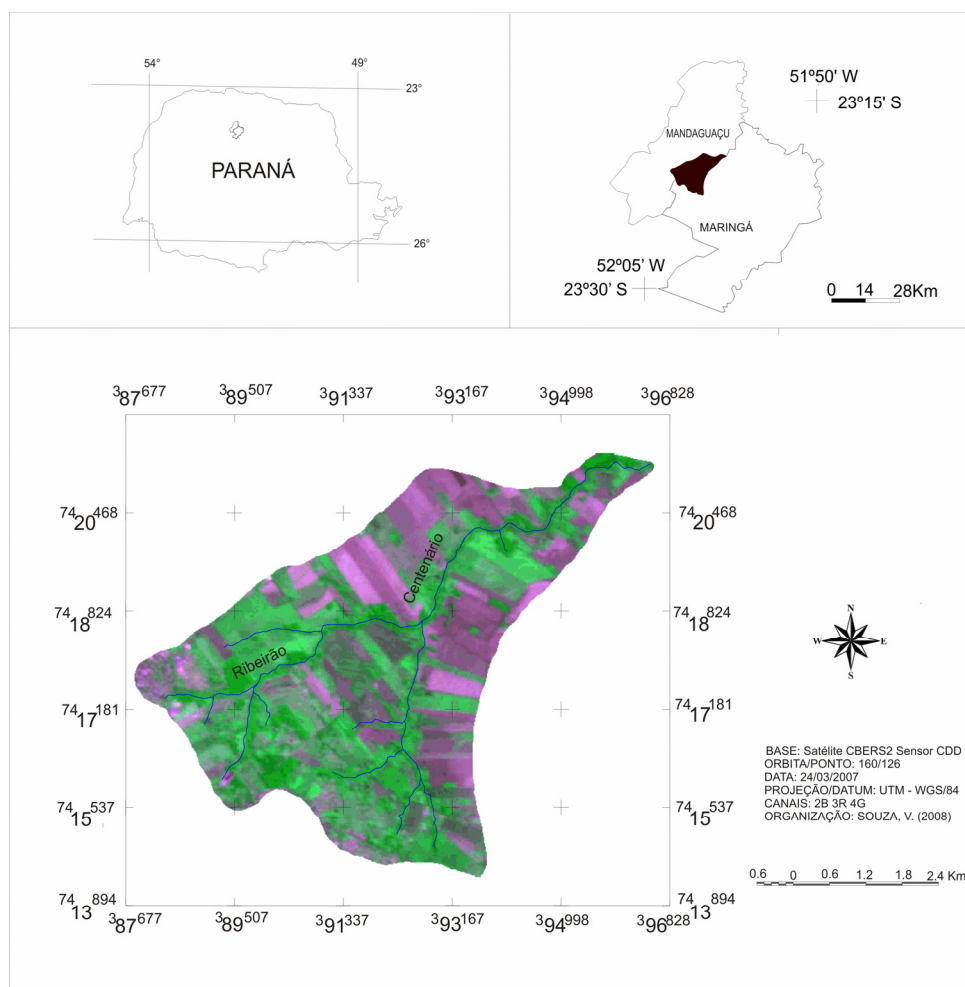 54°
49°
23°
PARANÁ
26°
51º50' W
23º15' S
MANDAGUAÇU
MARINGÁ
52º05' W
23º30' S
0 14 28Km
387677 389507 391337 393167 394998 396828
7420468 7420468
Centenário
7418824 7418824
Ribeirão
N
W E
S
7417181 7417181
BASE: Satélite CBERS2 Sensor CDD
ORBITA/PONTO: 160/126
DATA: 24/03/2007
PROJEÇÃO/DATUM: UTM - WGS/84
CANAIS: 2B 3R 4G
ORGANIZAÇÃO: SOUZA, V. (2008)
7415537 7415537
0.6 0 0.6 1.2 1.8 2.4 Km
7413894 7413894
387677 389507 391337 393167 394998 396828